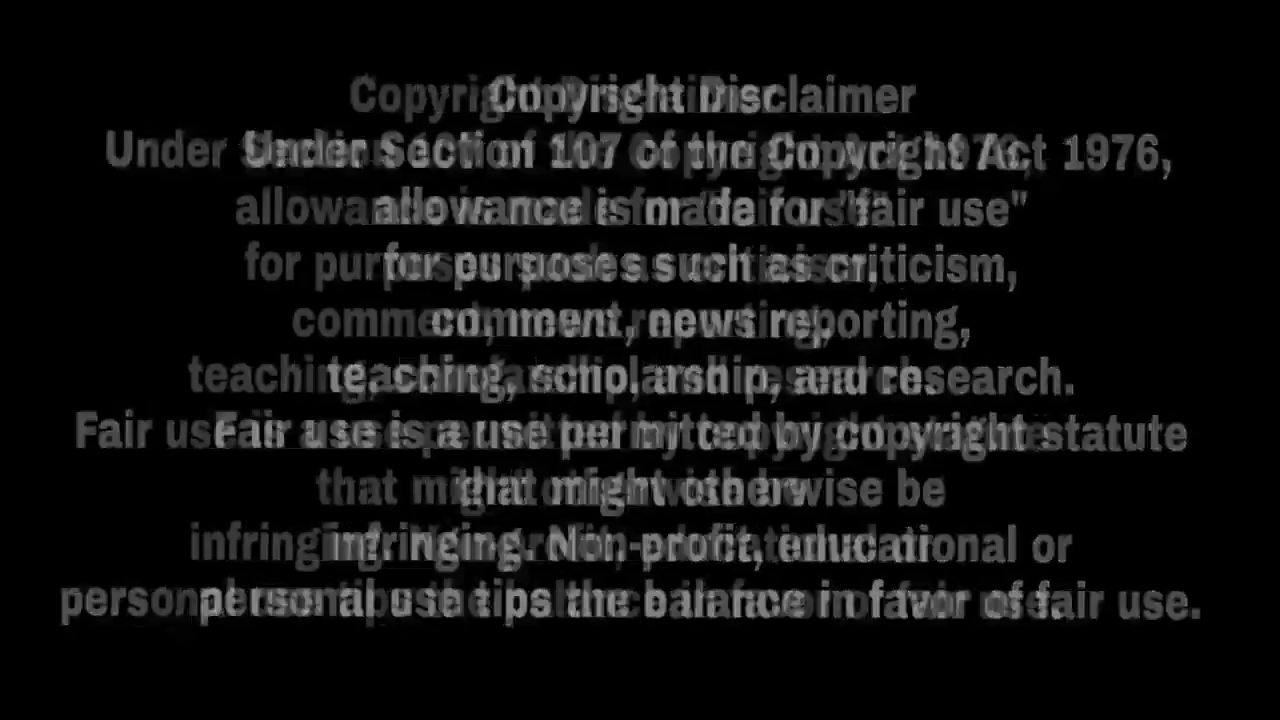 Copyright Disclaimer
Under Section 107 of the Copyright Act 1976,
allowance is made for "fair use"
for purposes such as criticism,
comment, news reporting,
teaching, scholarship, and research.
Fair use is a use permitted by copyright statute
that might otherwise be
infringing. Non-profit, educational or
personal use tips the balance in favor of fair use.